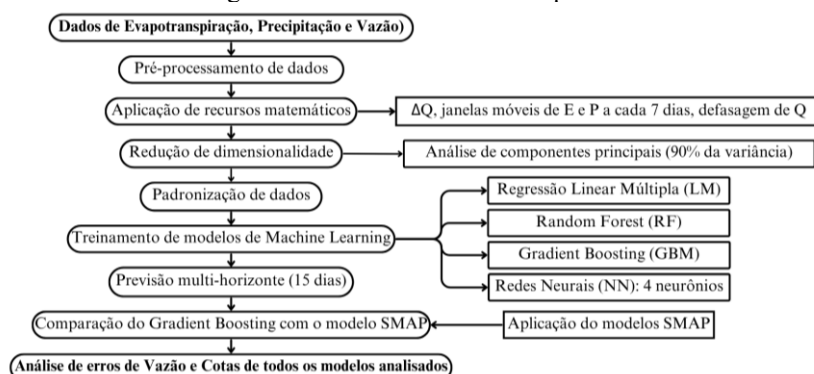 Dados de Evapotranspiração, Precipitação e Vazão)
Pré-processamento de dados
Aplicação de recursos matemáticos
ΔQ, janelas móveis de E e P a cada 7 dias, defasagem de Q
Redução de dimensionalidade
Análise de componentes principais (90% da variância)
Padronização de dados
Regressão Linear Múltipla (LM)
Random Forest (RF)
Treinamento de modelos de Machine Learning
Gradient Boosting (GBM)
Previsão multi-horizonte (15 dias)
Redes Neurais (NN): 4 neurônios
Comparação do Gradient Boosting com o modelo SMAP
Aplicação do modelos SMAP
Análise de erros de Vazão e Cotas de todos os modelos analisados